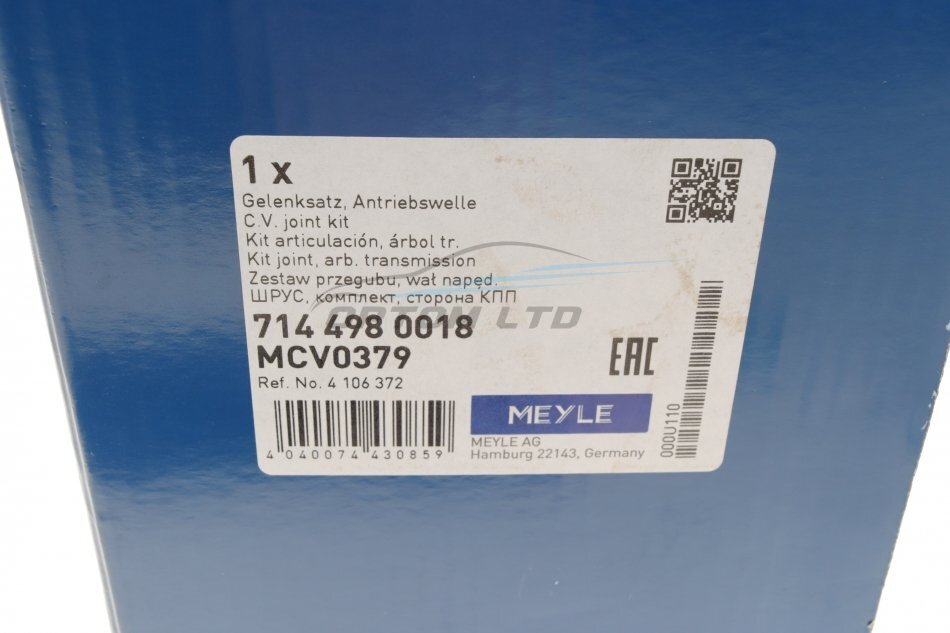 1 x
Gelenksatz, Antriebswelle
C.V. joint kit
Kit articulación, árbol tr.
Kit joint, arb. transmission
Zestaw przegubu, wał napęd.
ШРУС, комплект, сторона КПП
OPTOM LTD
714 498 0018
MCV0379
Ref. No. 4 106 372
EAC
MEYLE
MEYLE AG
Hamburg 22143, Germany
4 040074 430859
000U110